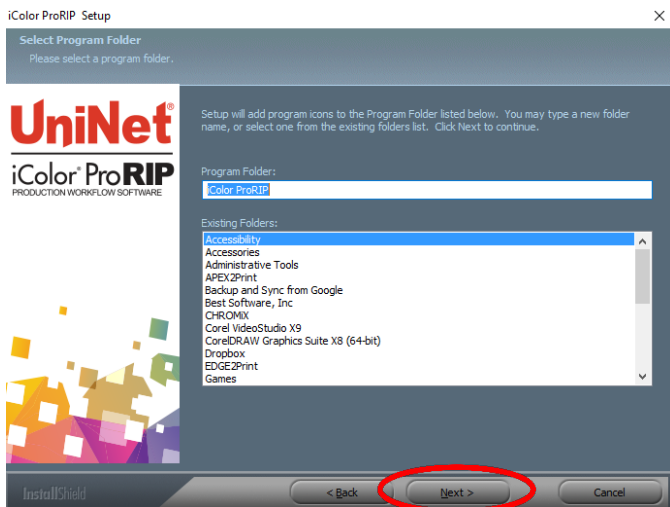 iColor ProRIP Setup
Select Program Folder
Please select a program folder.
UniNet®
iColor® ProRIP
PRODUCTION WORKFLOW SOFTWARE
Setup will add program icons to the Program Folder listed below. You may type a new folder
name, or select one from the existing folders list. Click Next to continue.
Program Folder:
iColor ProRIP
Existing Folders:
Accessibility
Accessories
Administrative Tools
APEX2Print
Backup and Sync from Google
Best Software, Inc
CHROMiX
Corel VideoStudio X9
CorelDRAW Graphics Suite X8 (64-bit)
Dropbox
EDGE2Print
Games
InstallShield
< Back
Next >
Cancel